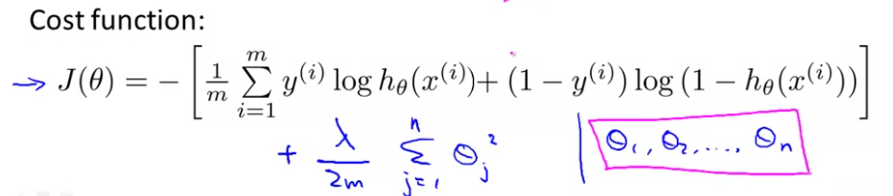 Cost function:
→ J(θ) = − [ 1/m ∑_{i=1}^{m} y^{(i)} log h_θ(x^{(i)}) + (1 − y^{(i)}) log (1 − h_θ(x^{(i)})) ]
+ λ/2m ∑_{j=1}^{n} θ_j^2 | θ_1, θ_2, ...., θ_n